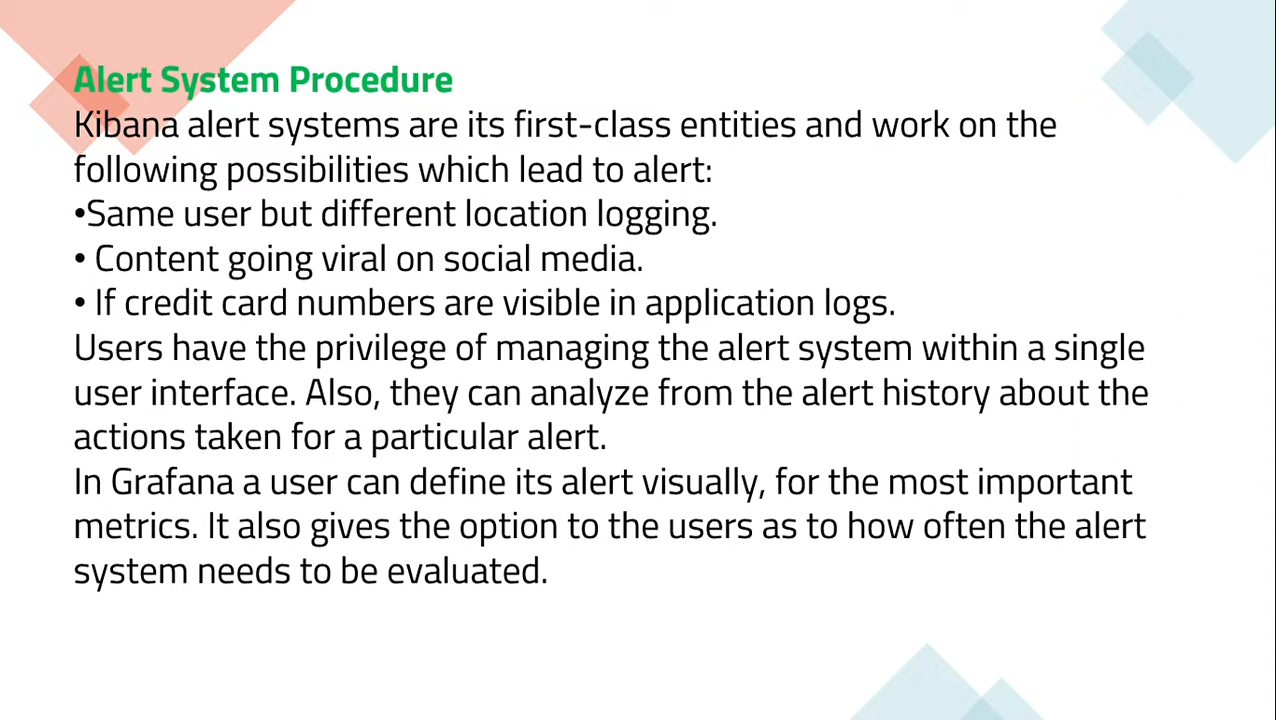 Alert System Procedure
Kibana alert systems are its first-class entities and work on the
following possibilities which lead to alert:
•Same user but different location logging.
• Content going viral on social media.
• If credit card numbers are visible in application logs.
Users have the privilege of managing the alert system within a single
user interface. Also, they can analyze from the alert history about the
actions taken for a particular alert.
In Grafana a user can define its alert visually, for the most important
metrics. It also gives the option to the users as to how often the alert
system needs to be evaluated.